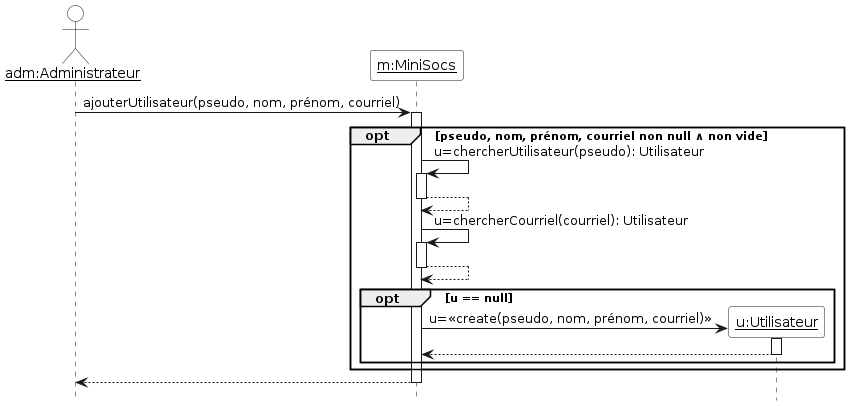 adm:Administrateur
m:MiniSocs
ajouterUtilisateur(pseudo, nom, prénom, courriel)
opt
[pseudo, nom, prénom, courriel non null ∧ non vide]
u=chercherUtilisateur(pseudo): Utilisateur
u=chercherCourriel(courriel): Utilisateur
opt
[u == null]
u=«create(pseudo, nom, prénom, courriel)»
u:Utilisateur